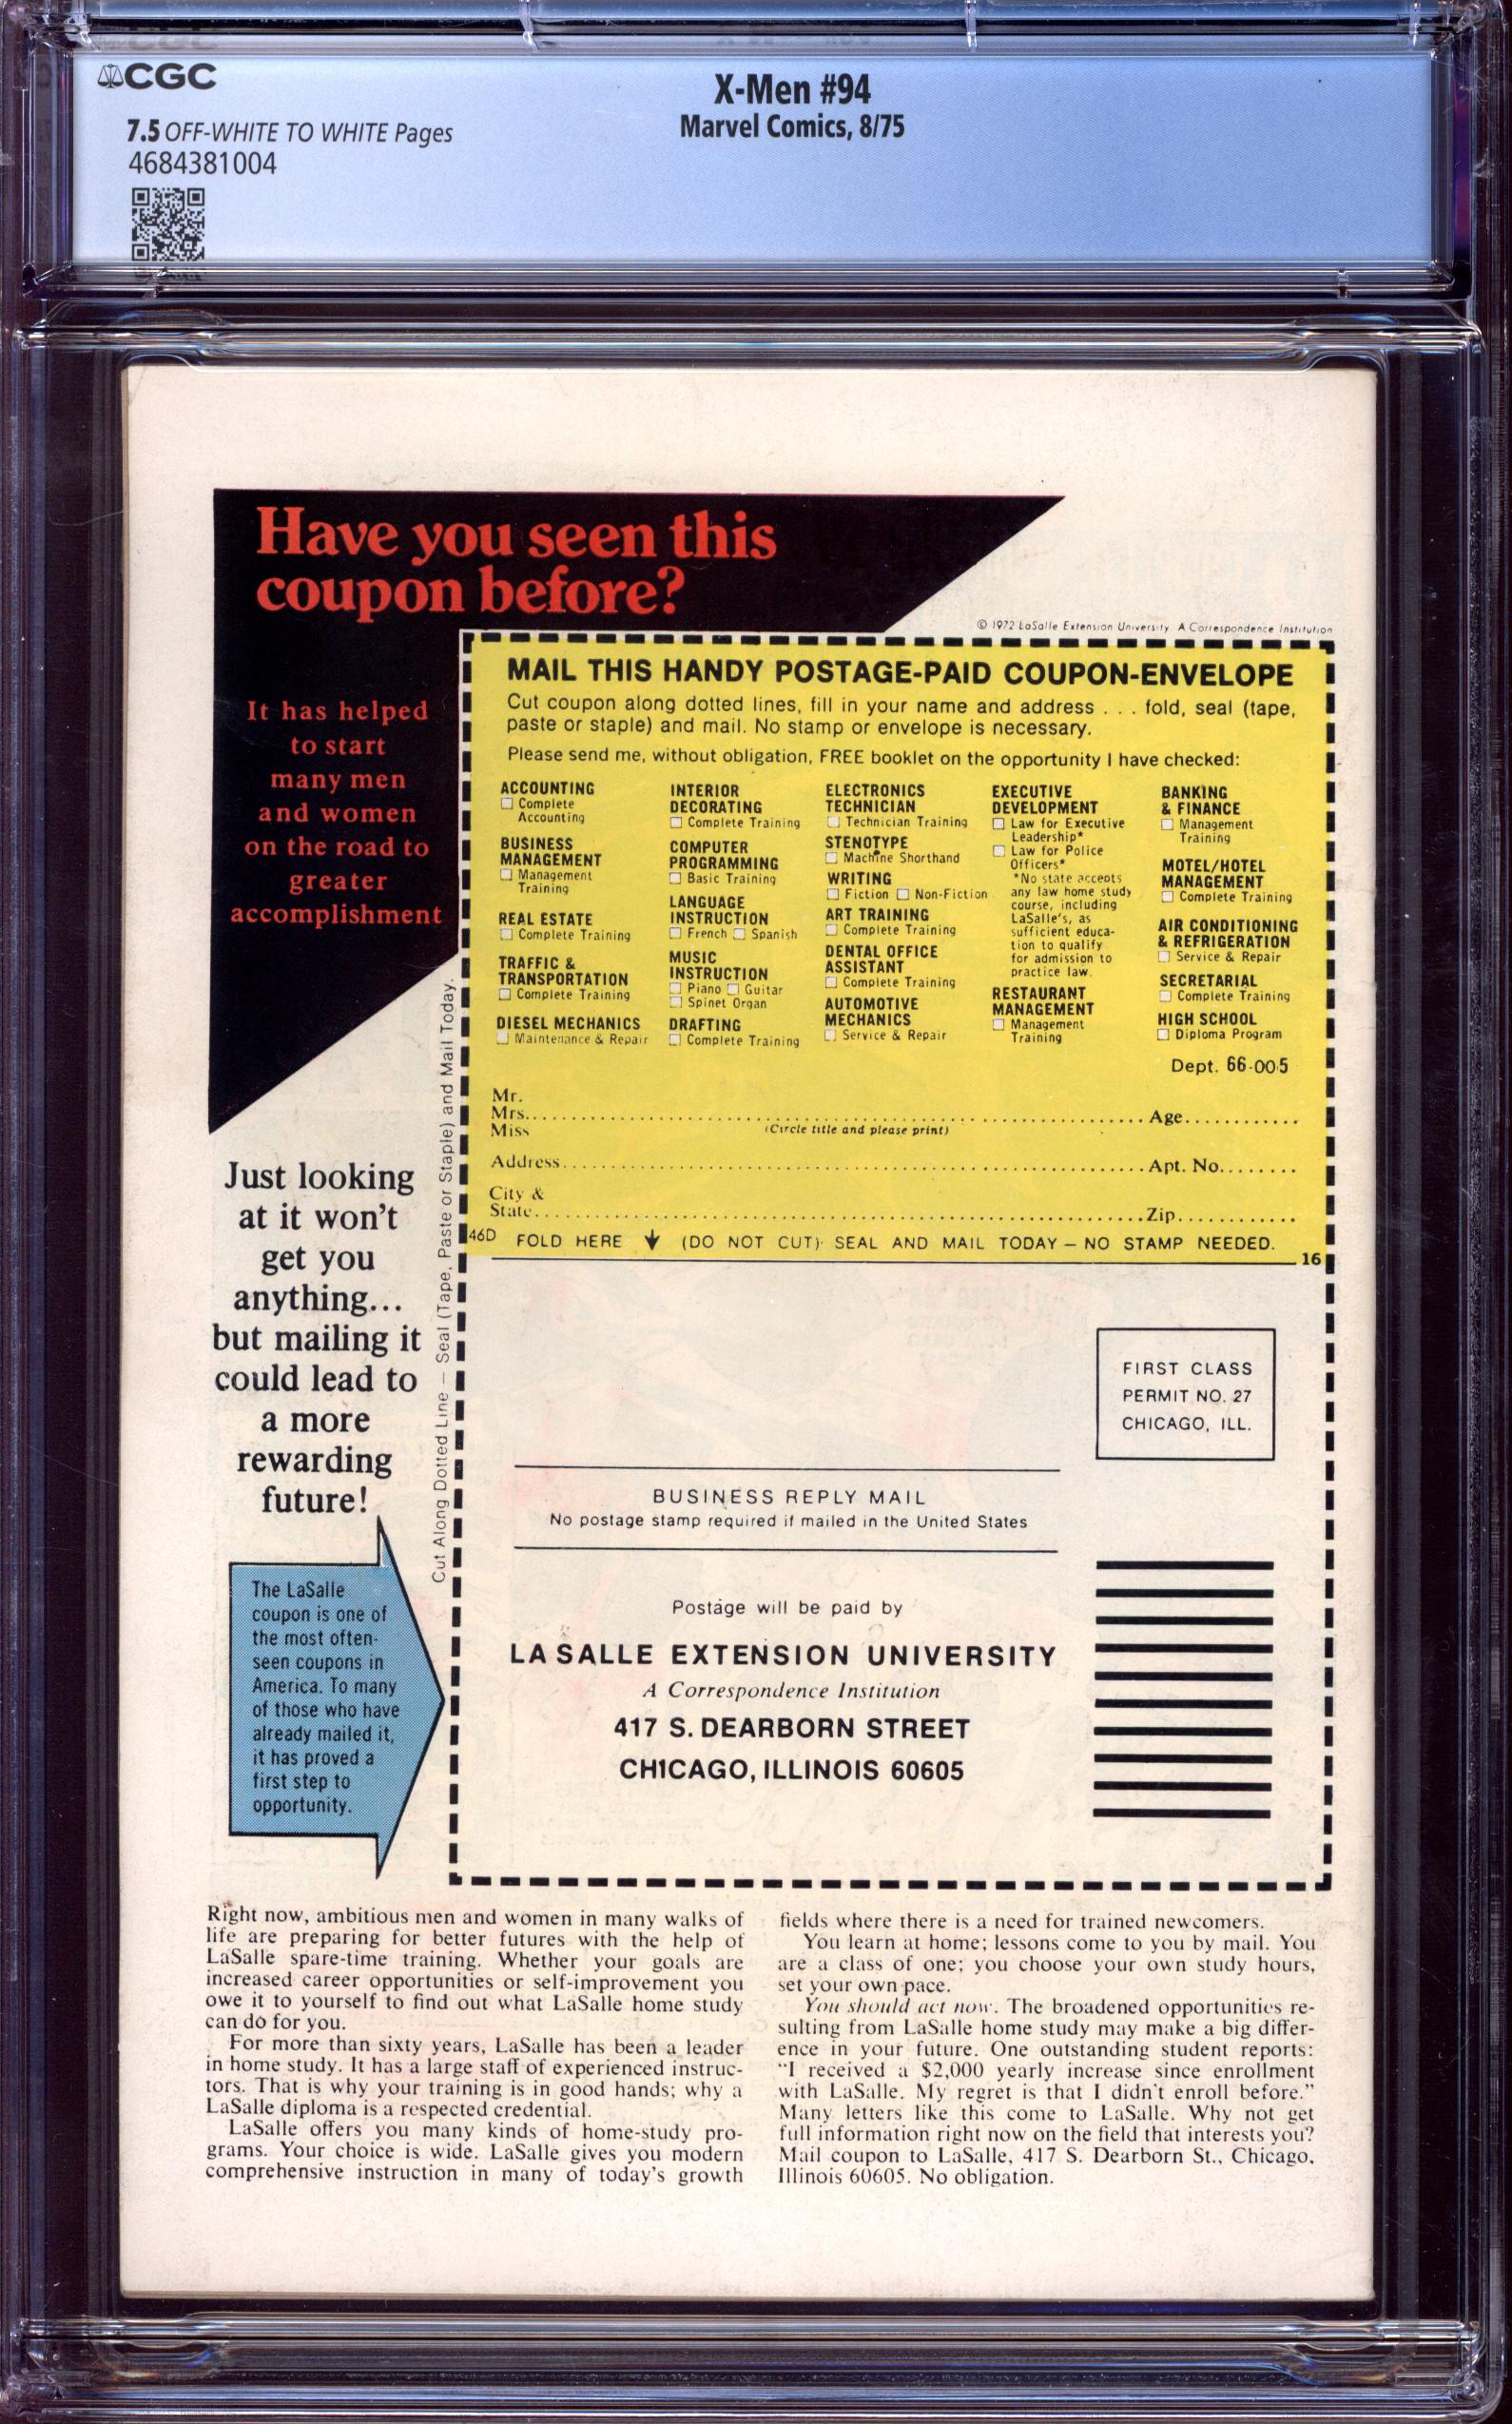 CGC
X-Men #94
Marvel Comics, 8/75
7.5 OFF-WHITE TO WHITE Pages
4684381004
Have you seen this
coupon before?
It has helped
to start
many men
and women
on the road to
greater
accomplishment
© 1972 LaSalle Extension University A Correspondence Institution
MAIL THIS HANDY POSTAGE-PAID COUPON-ENVELOPE
Cut coupon along dotted lines, fill in your name and address . . . fold, seal (tape,
paste or staple) and mail. No stamp or envelope is necessary.
Please send me, without obligation, FREE booklet on the opportunity I have checked:
ACCOUNTING
☐ Complete
Accounting
BUSINESS
MANAGEMENT
☐ Management
Training
REAL ESTATE
☐ Complete Training
TRAFFIC &
TRANSPORTATION
☐ Complete Training
DIESEL MECHANICS
☐ Maintenance & Repair
INTERIOR
DECORATING
☐ Complete Training
COMPUTER
PROGRAMMING
☐ Basic Training
LANGUAGE
INSTRUCTION
☐ French ☐ Spanish
MUSIC
INSTRUCTION
☐ Piano ☐ Guitar
☐ Spinet Organ
DRAFTING
☐ Complete Training
ELECTRONICS
TECHNICIAN
☐ Technician Training
STENOTYPE
☐ Machine Shorthand
WRITING
☐ Fiction ☐ Non-Fiction
ART TRAINING
☐ Complete Training
DENTAL OFFICE
ASSISTANT
☐ Complete Training
AUTOMOTIVE
MECHANICS
☐ Service & Repair
EXECUTIVE
DEVELOPMENT
☐ Law for Executive
Leadership*
☐ Law for Police
Officers*
*No state accepts
any law home study
course, including
LaSalle's, as
sufficient educa-
tion to qualify
for admission to
practice law.
RESTAURANT
MANAGEMENT
☐ Management
Training
BANKING
& FINANCE
☐ Management
Training
MOTEL/HOTEL
MANAGEMENT
☐ Complete Training
AIR CONDITIONING
& REFRIGERATION
☐ Service & Repair
SECRETARIAL
☐ Complete Training
HIGH SCHOOL
☐ Diploma Program
Dept. 66-005
Mr.
Mrs. Age
Miss (Circle title and please print)
Address Apt. No.
City &
State Zip
46D FOLD HERE ↓ (DO NOT CUT) SEAL AND MAIL TODAY — NO STAMP NEEDED.
16
Cut Along Dotted Line — Seal (Tape, Paste or Staple) and Mail Today.
Just looking
at it won't
get you
anything...
but mailing it
could lead to
a more
rewarding
future!
The LaSalle
coupon is one of
the most often-
seen coupons in
America. To many
of those who have
already mailed it,
it has proved a
first step to
opportunity.
FIRST CLASS
PERMIT NO. 27
CHICAGO, ILL.
BUSINESS REPLY MAIL
No postage stamp required if mailed in the United States
Postage will be paid by
LA SALLE EXTENSION UNIVERSITY
A Correspondence Institution
417 S. DEARBORN STREET
CHICAGO, ILLINOIS 60605
Right now, ambitious men and women in many walks of
life are preparing for better futures with the help of
LaSalle spare-time training. Whether your goals are
increased career opportunities or self-improvement you
owe it to yourself to find out what LaSalle home study
can do for you.
For more than sixty years, LaSalle has been a leader
in home study. It has a large staff of experienced instruc-
tors. That is why your training is in good hands; why a
LaSalle diploma is a respected credential.
LaSalle offers you many kinds of home-study pro-
grams. Your choice is wide. LaSalle gives you modern
comprehensive instruction in many of today's growth
fields where there is a need for trained newcomers.
You learn at home; lessons come to you by mail. You
are a class of one; you choose your own study hours,
set your own pace.
You should act now. The broadened opportunities re-
sulting from LaSalle home study may make a big differ-
ence in your future. One outstanding student reports:
"I received a $2,000 yearly increase since enrollment
with LaSalle. My regret is that I didn't enroll before."
Many letters like this come to LaSalle. Why not get
full information right now on the field that interests you?
Mail coupon to LaSalle, 417 S. Dearborn St., Chicago,
Illinois 60605. No obligation.